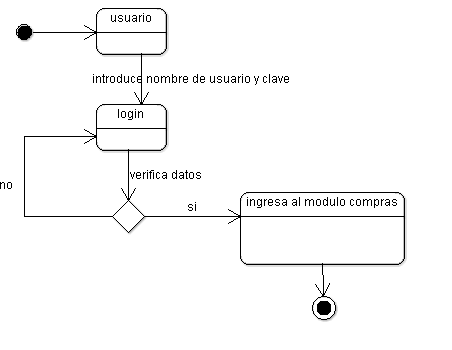 usuario
introduce nombre de usuario y clave
login
verifica datos
no
si
ingresa al modulo compras